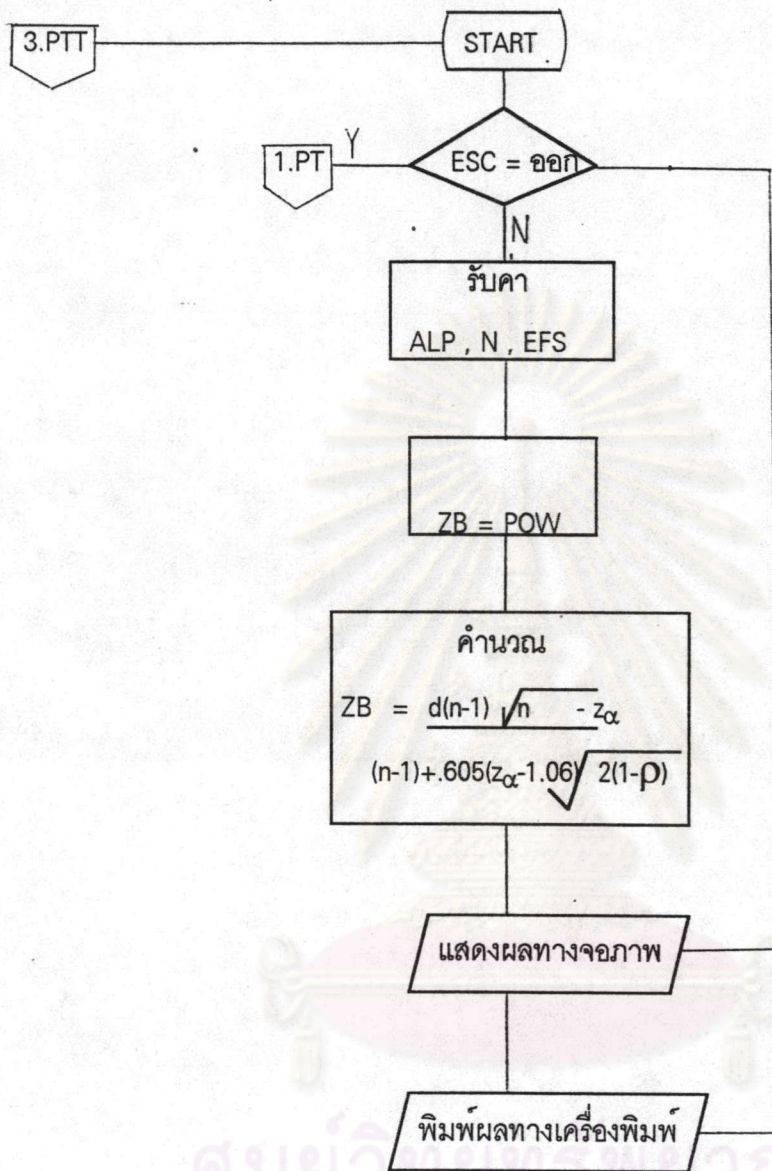 3.PTT
START
1.PT
Y
ESC = ออก
N
รับคา
ALP , N , EFS
ZB = POW
คำนวณ
ZB = d(n-1) √n - zα
(n-1)+.605(zα-1.06) √2(1-ρ)
แสดงผลทางจอภาพ
พิมพ์ผลทางเครื่องพิมพ์